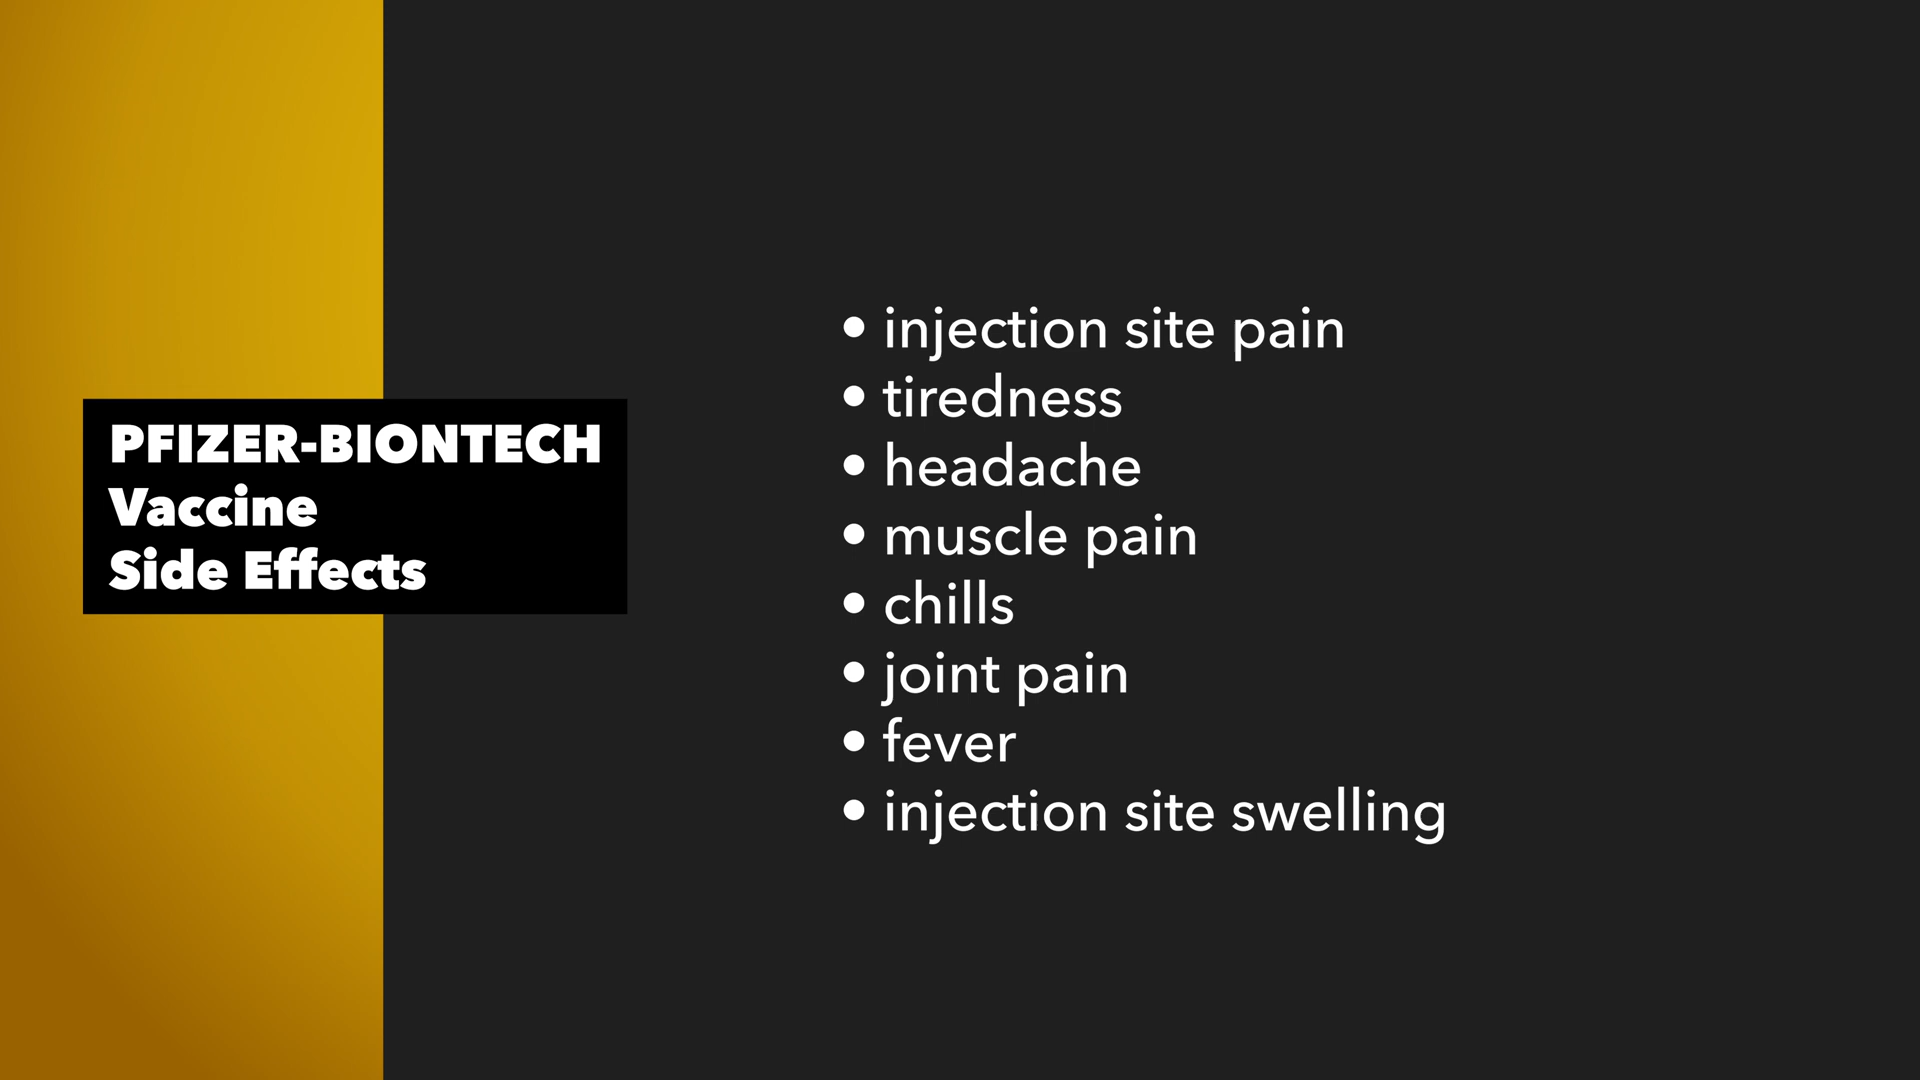 PFIZER-BIONTECH
Vaccine
Side Effects
• injection site pain
• tiredness
• headache
• muscle pain
• chills
• joint pain
• fever
• injection site swelling